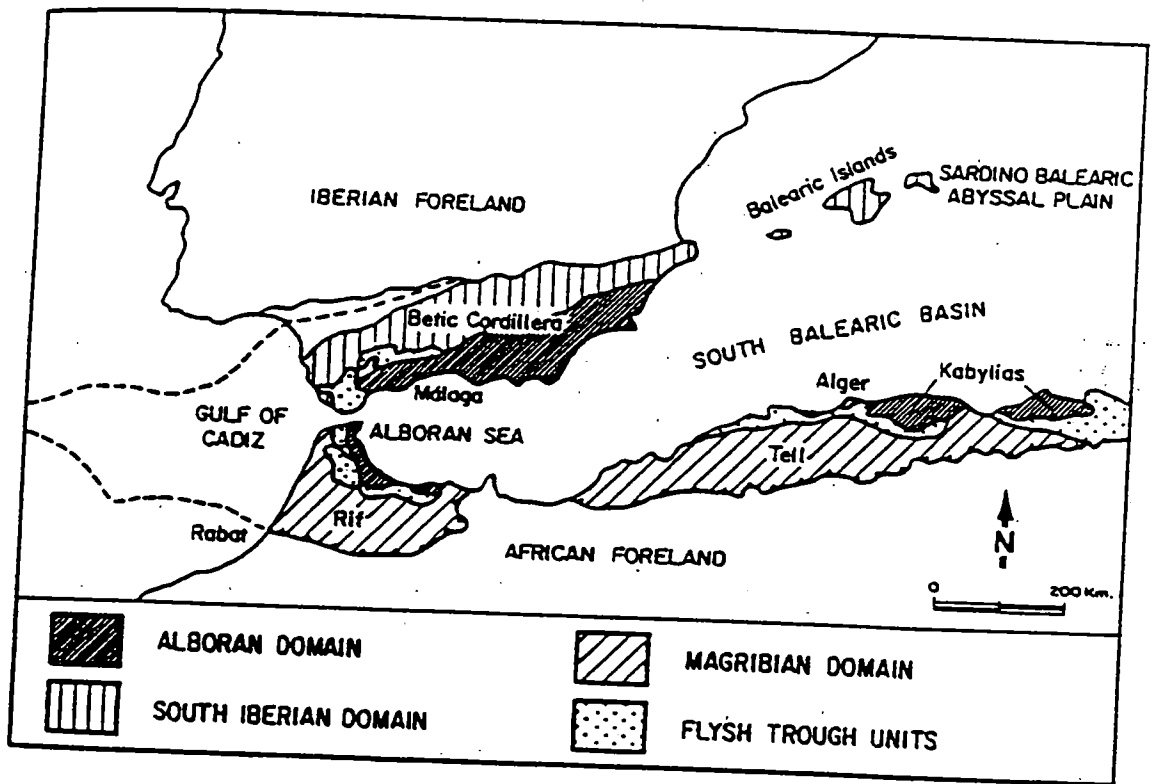 IBERIAN FORELAND
Balearic Islands
SARDINO BALEARIC
ABYSSAL PLAIN
Betic Cordillera
SOUTH BALEARIC BASIN
Málaga
Alger
Kabylias
GULF OF
CADIZ
ALBORAN SEA
Tell
Rif
Rabat
AFRICAN FORELAND
N
0
200 Km.
ALBORAN DOMAIN
MAGRIBIAN DOMAIN
SOUTH IBERIAN DOMAIN
FLYSH TROUGH UNITS